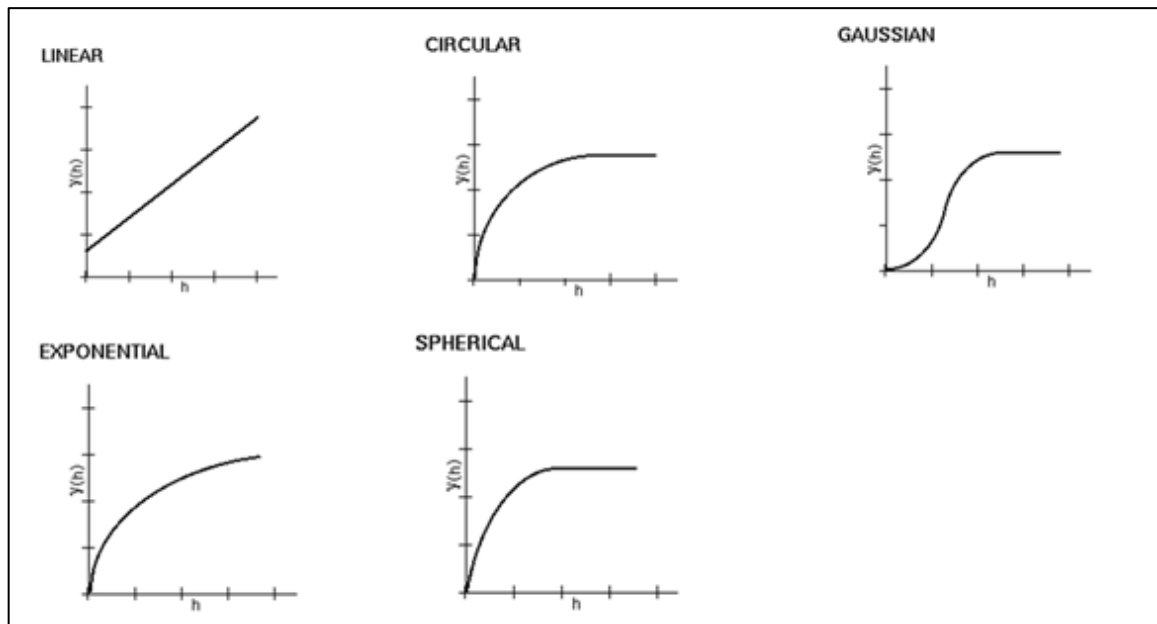 LINEAR
γ(h)
h
CIRCULAR
γ(h)
h
GAUSSIAN
γ(h)
h
EXPONENTIAL
γ(h)
h
SPHERICAL
γ(h)
h